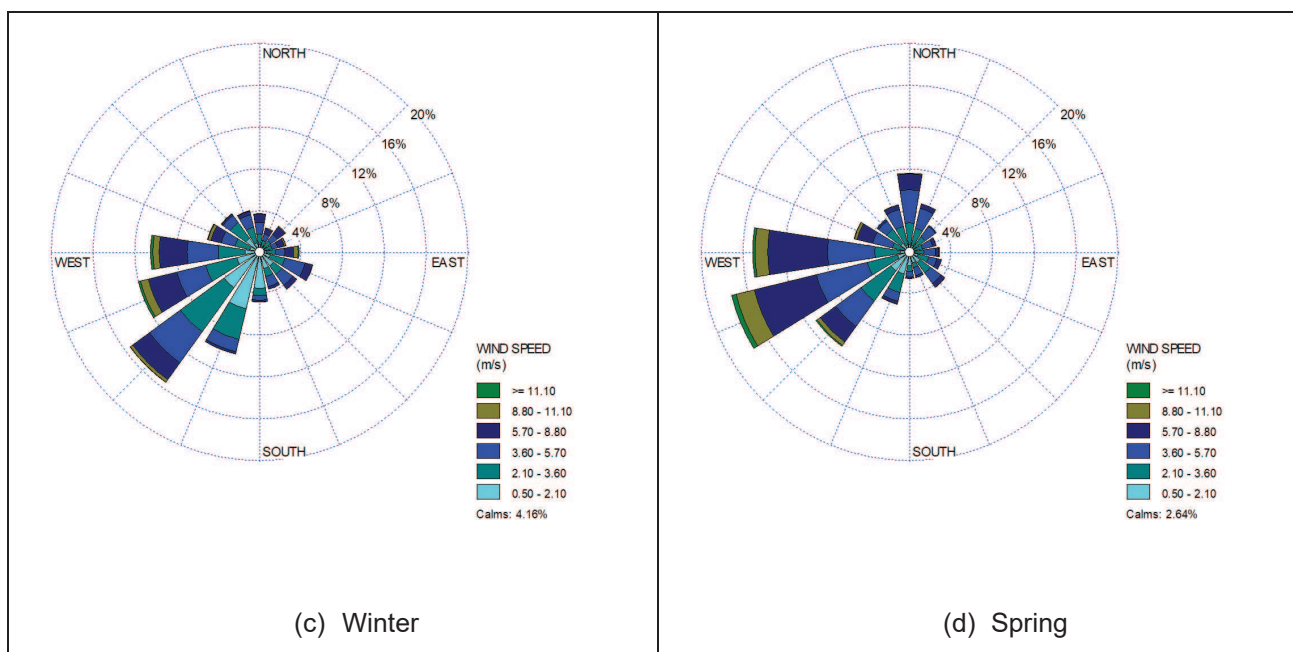 NORTH
20%
16%
12%
8%
4%
WEST
EAST
SOUTH
WIND SPEED
(m/s)
>= 11.10
8.80 - 11.10
5.70 - 8.80
3.60 - 5.70
2.10 - 3.60
0.50 - 2.10
Calms: 4.16%
(c) Winter
NORTH
20%
16%
12%
8%
4%
WEST
EAST
SOUTH
WIND SPEED
(m/s)
>= 11.10
8.80 - 11.10
5.70 - 8.80
3.60 - 5.70
2.10 - 3.60
0.50 - 2.10
Calms: 2.64%
(d) Spring